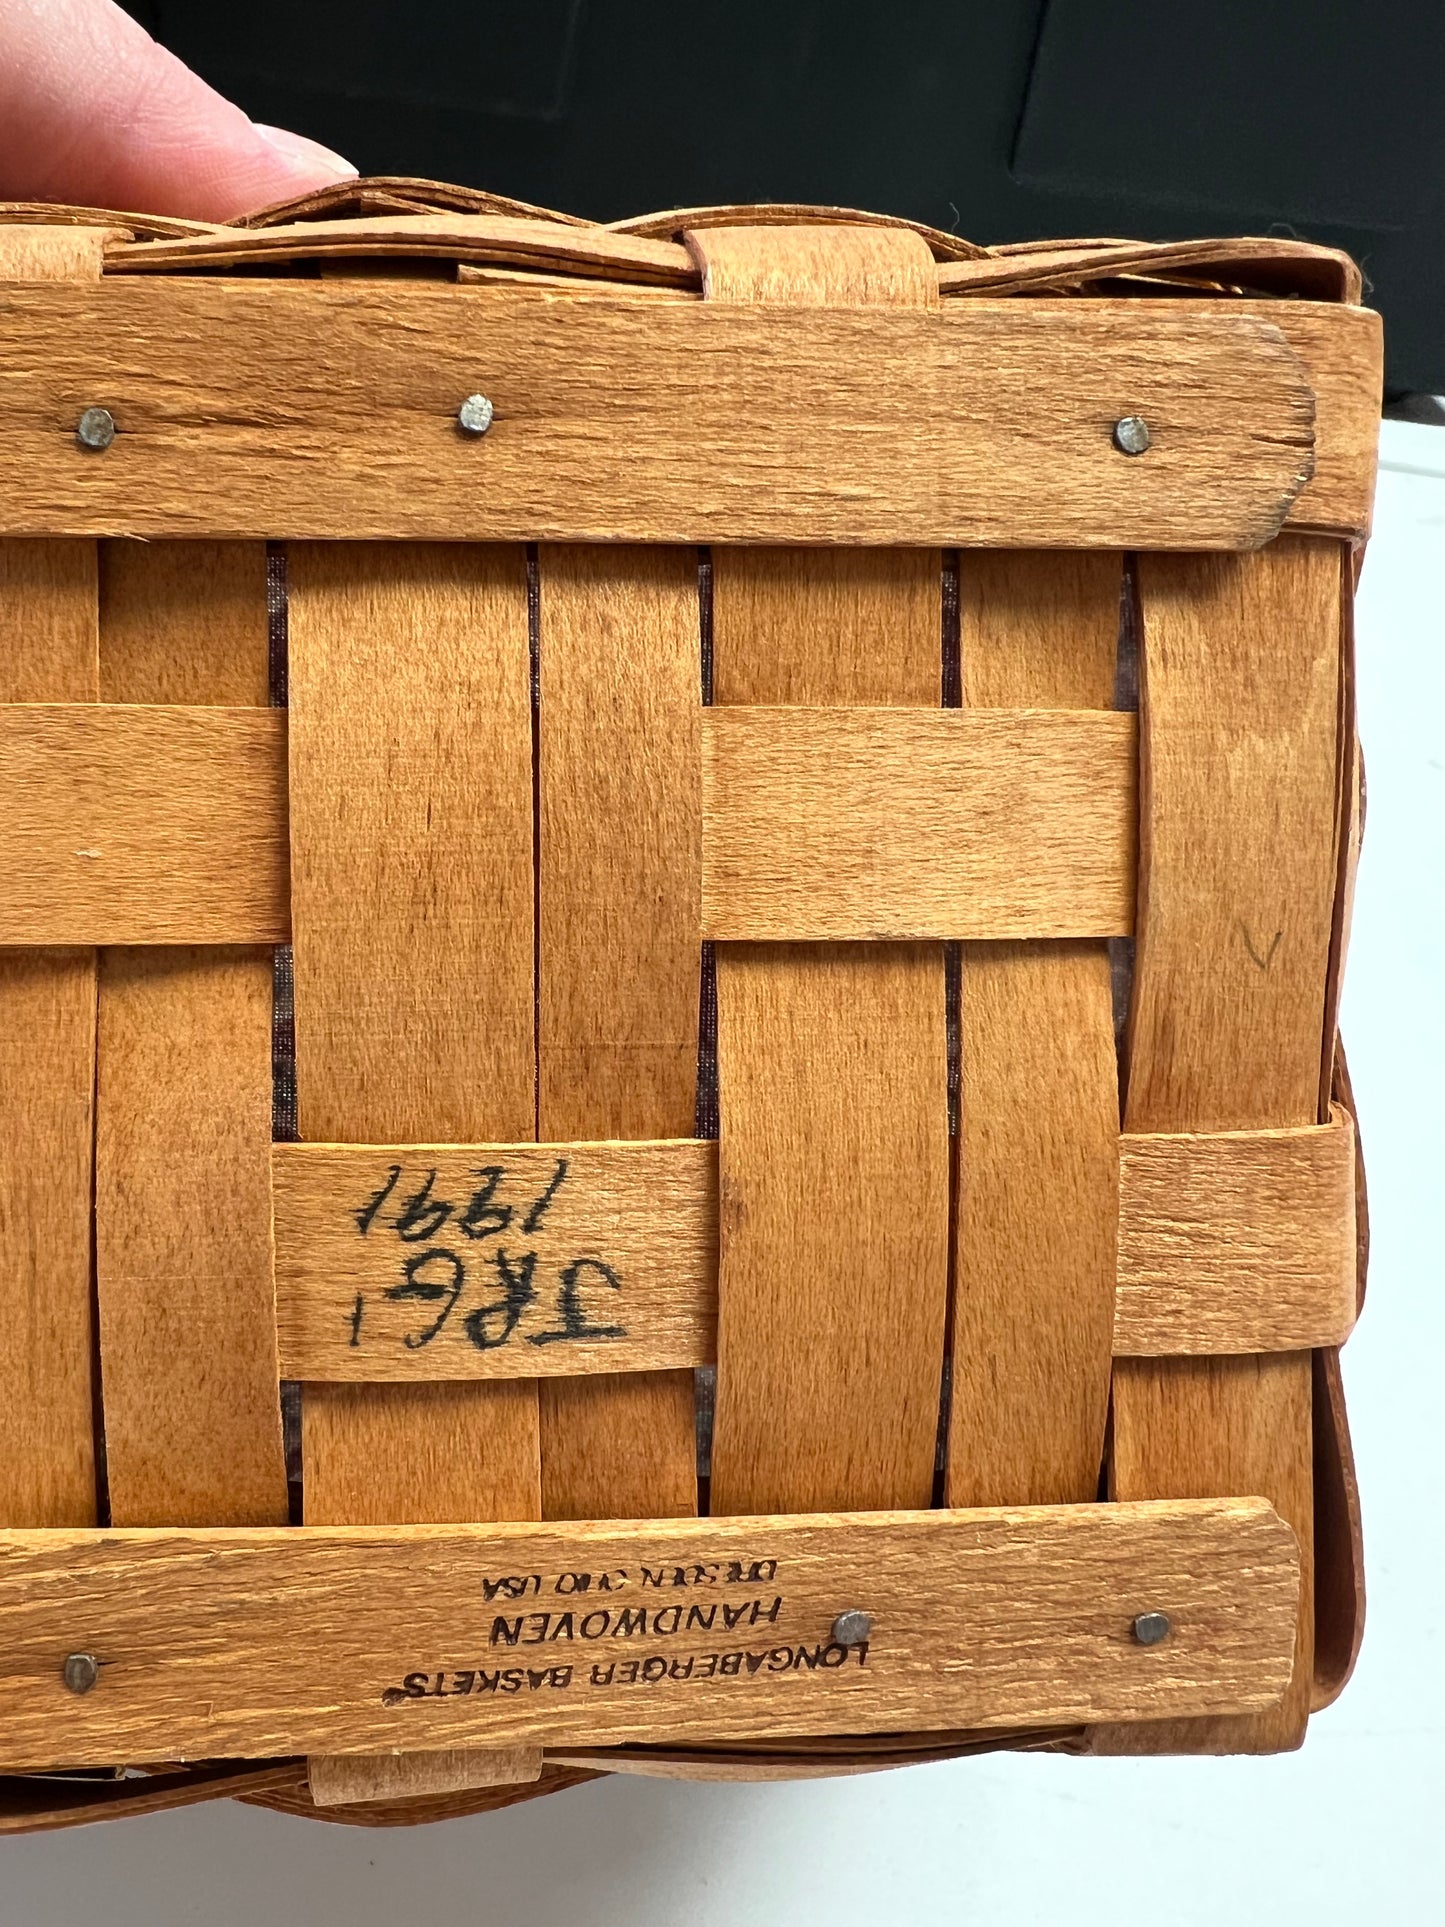 LONGABERGER BASKETS
HANDWOVEN
DRESDEN, OHIO USA
JRG
1991